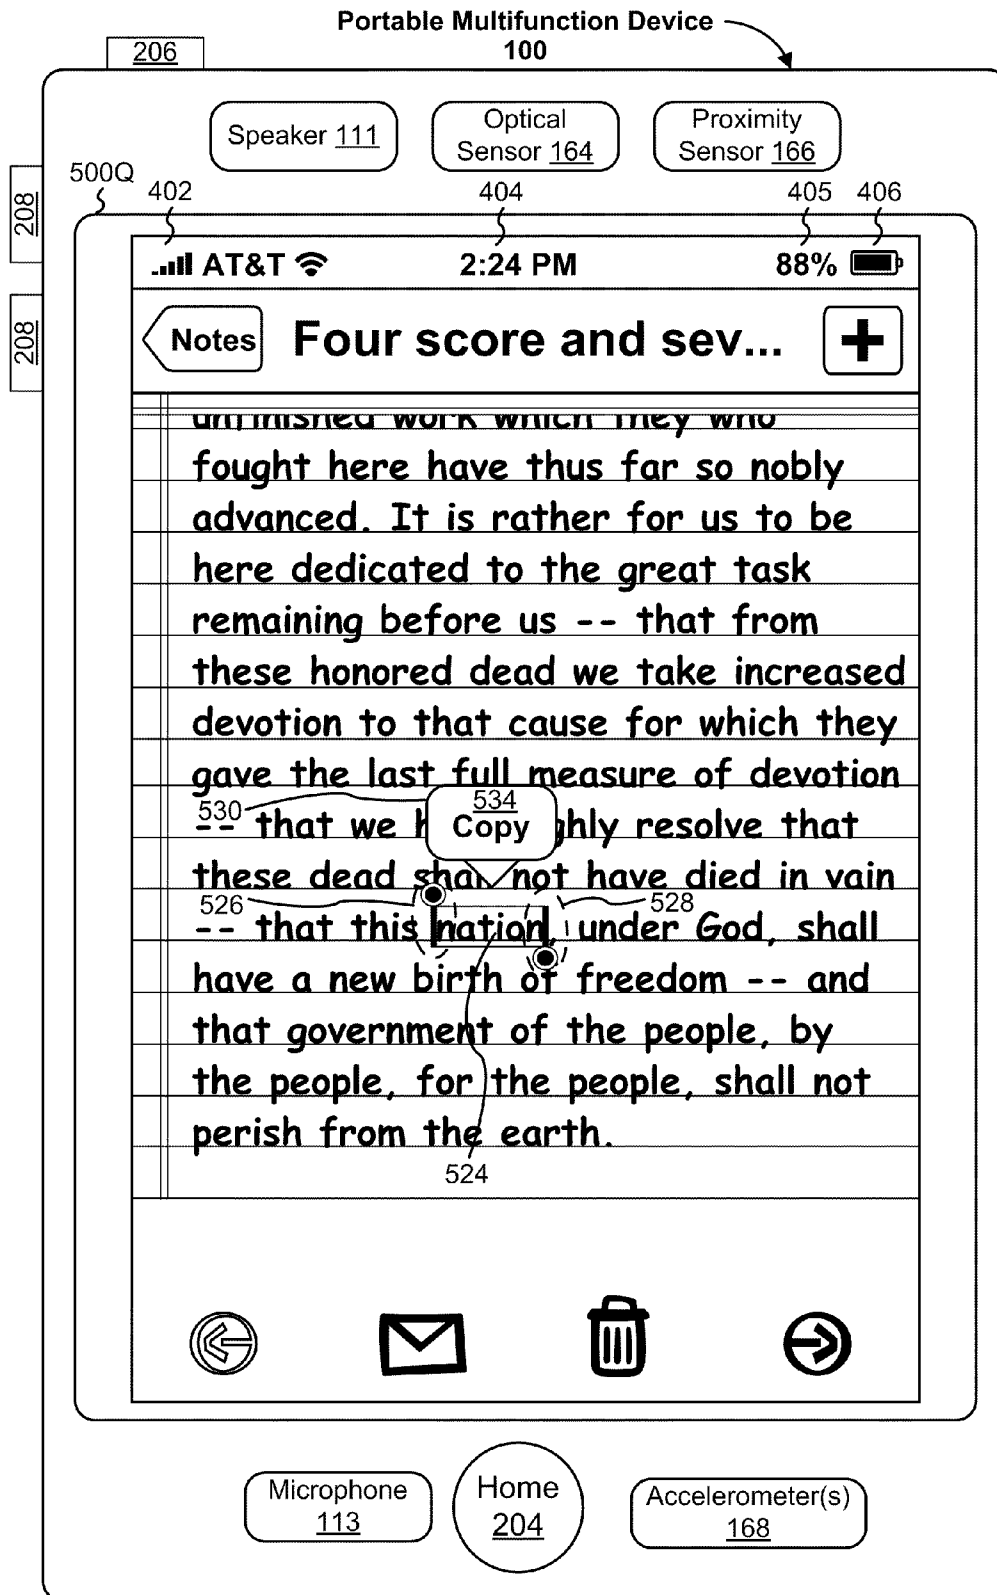 Portable Multifunction Device
100
206
Speaker 111
Optical
Sensor 164
Proximity
Sensor 166
208
500Q
402
404
405
406
AT&T
2:24 PM
88%
208
Notes
Four score and sev...
+
unfinished work which they who
fought here have thus far so nobly
advanced. It is rather for us to be
here dedicated to the great task
remaining before us -- that from
these honored dead we take increased
devotion to that cause for which they
gave the last full measure of devotion
530
534
Copy
-- that we h ghly resolve that
these dead shall not have died in vain
526
528
-- that this nation, under God, shall
have a new birth of freedom -- and
that government of the people, by
the people, for the people, shall not
perish from the earth.
524
Microphone
113
Home
204
Accelerometer(s)
168